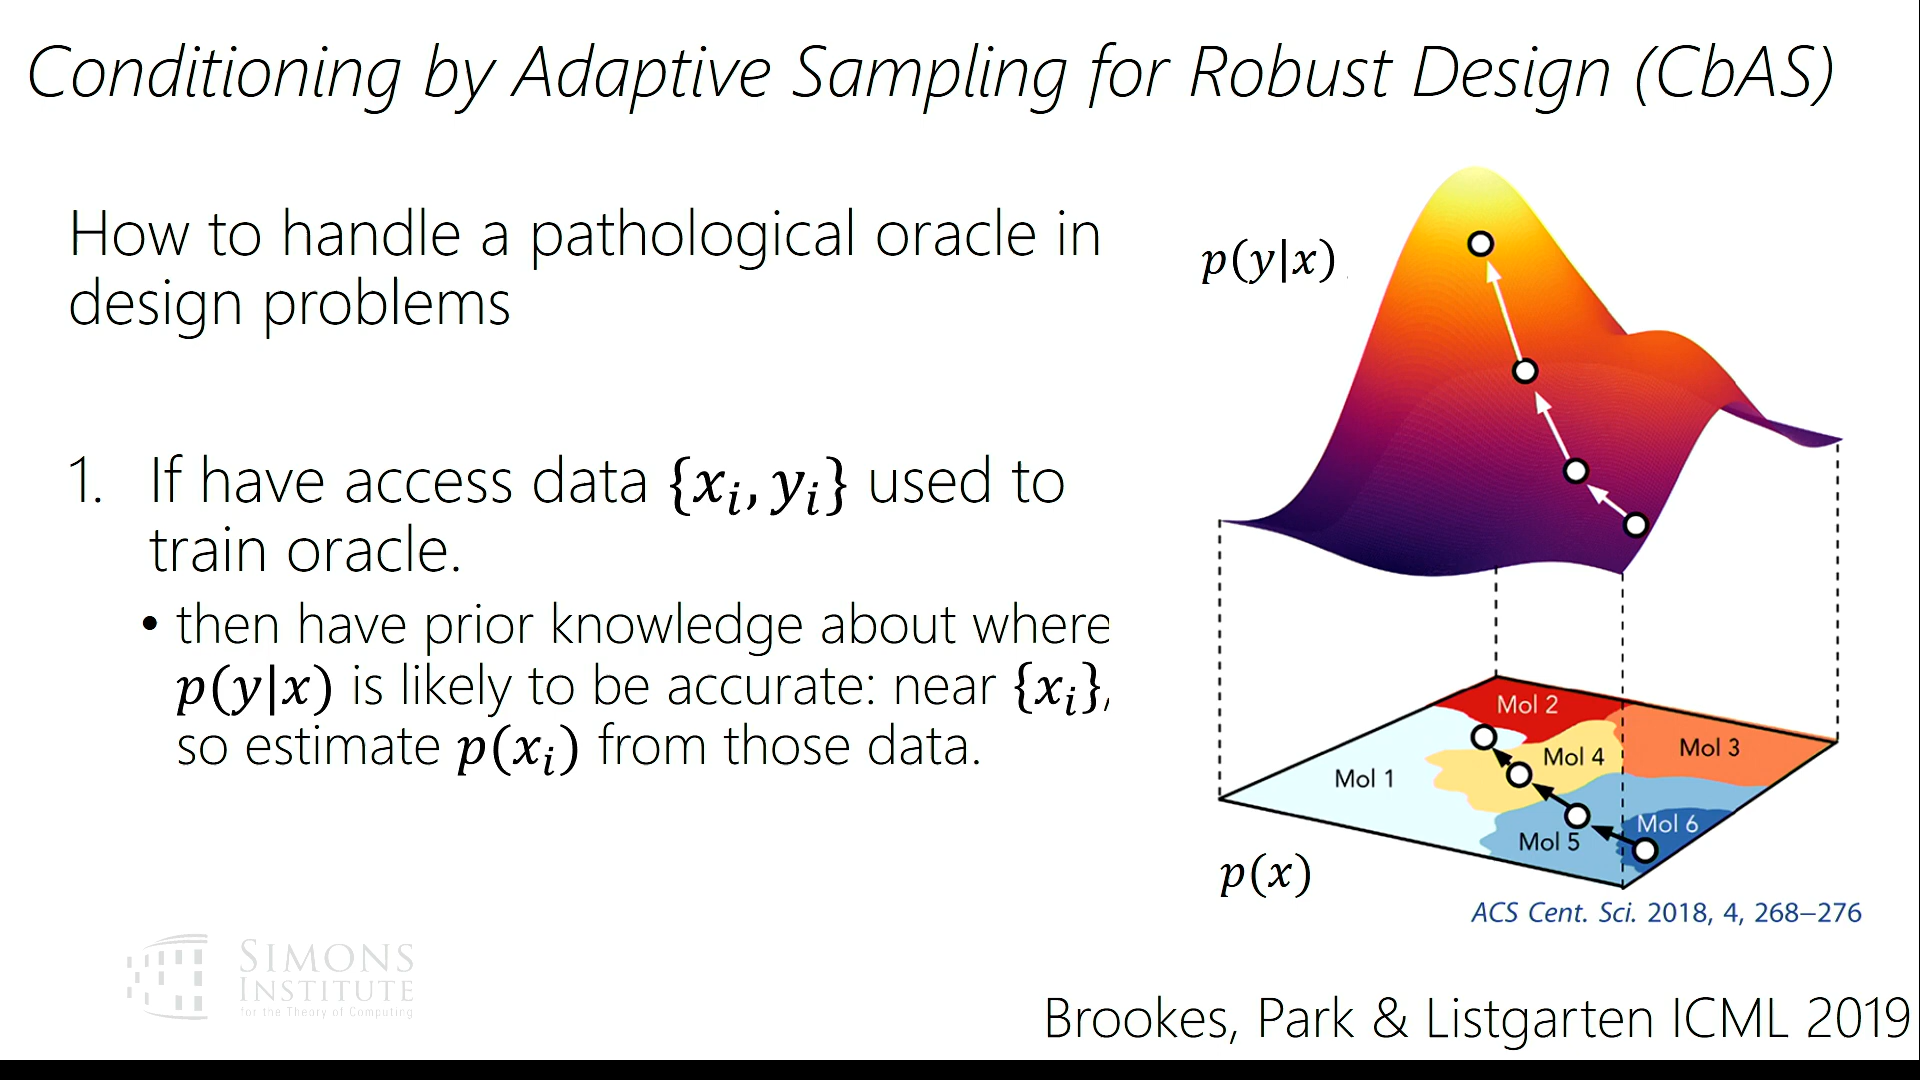 Conditioning by Adaptive Sampling for Robust Design (CbAS)
How to handle a pathological oracle in
design problems
1. If have access data {xᵢ, yᵢ} used to
train oracle.
• then have prior knowledge about where
p(y|x) is likely to be accurate: near {xᵢ},
so estimate p(xᵢ) from those data.
p(y|x)
Mol 2
Mol 4
Mol 3
Mol 1
Mol 6
Mol 5
p(x)
ACS Cent. Sci. 2018, 4, 268–276
SIMONS
INSTITUTE
for the Theory of Computing
Brookes, Park & Listgarten ICML 2019